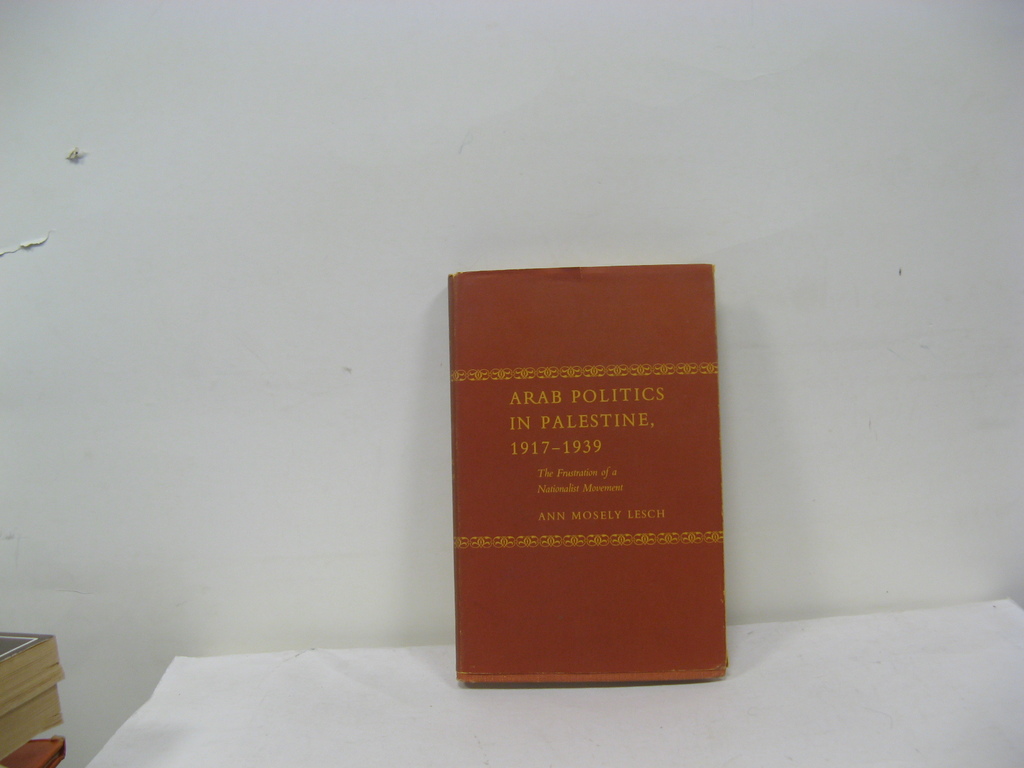 ARAB POLITICS
IN PALESTINE,
1917–1939
The Frustration of a
Nationalist Movement
ANN MOSELY LESCH